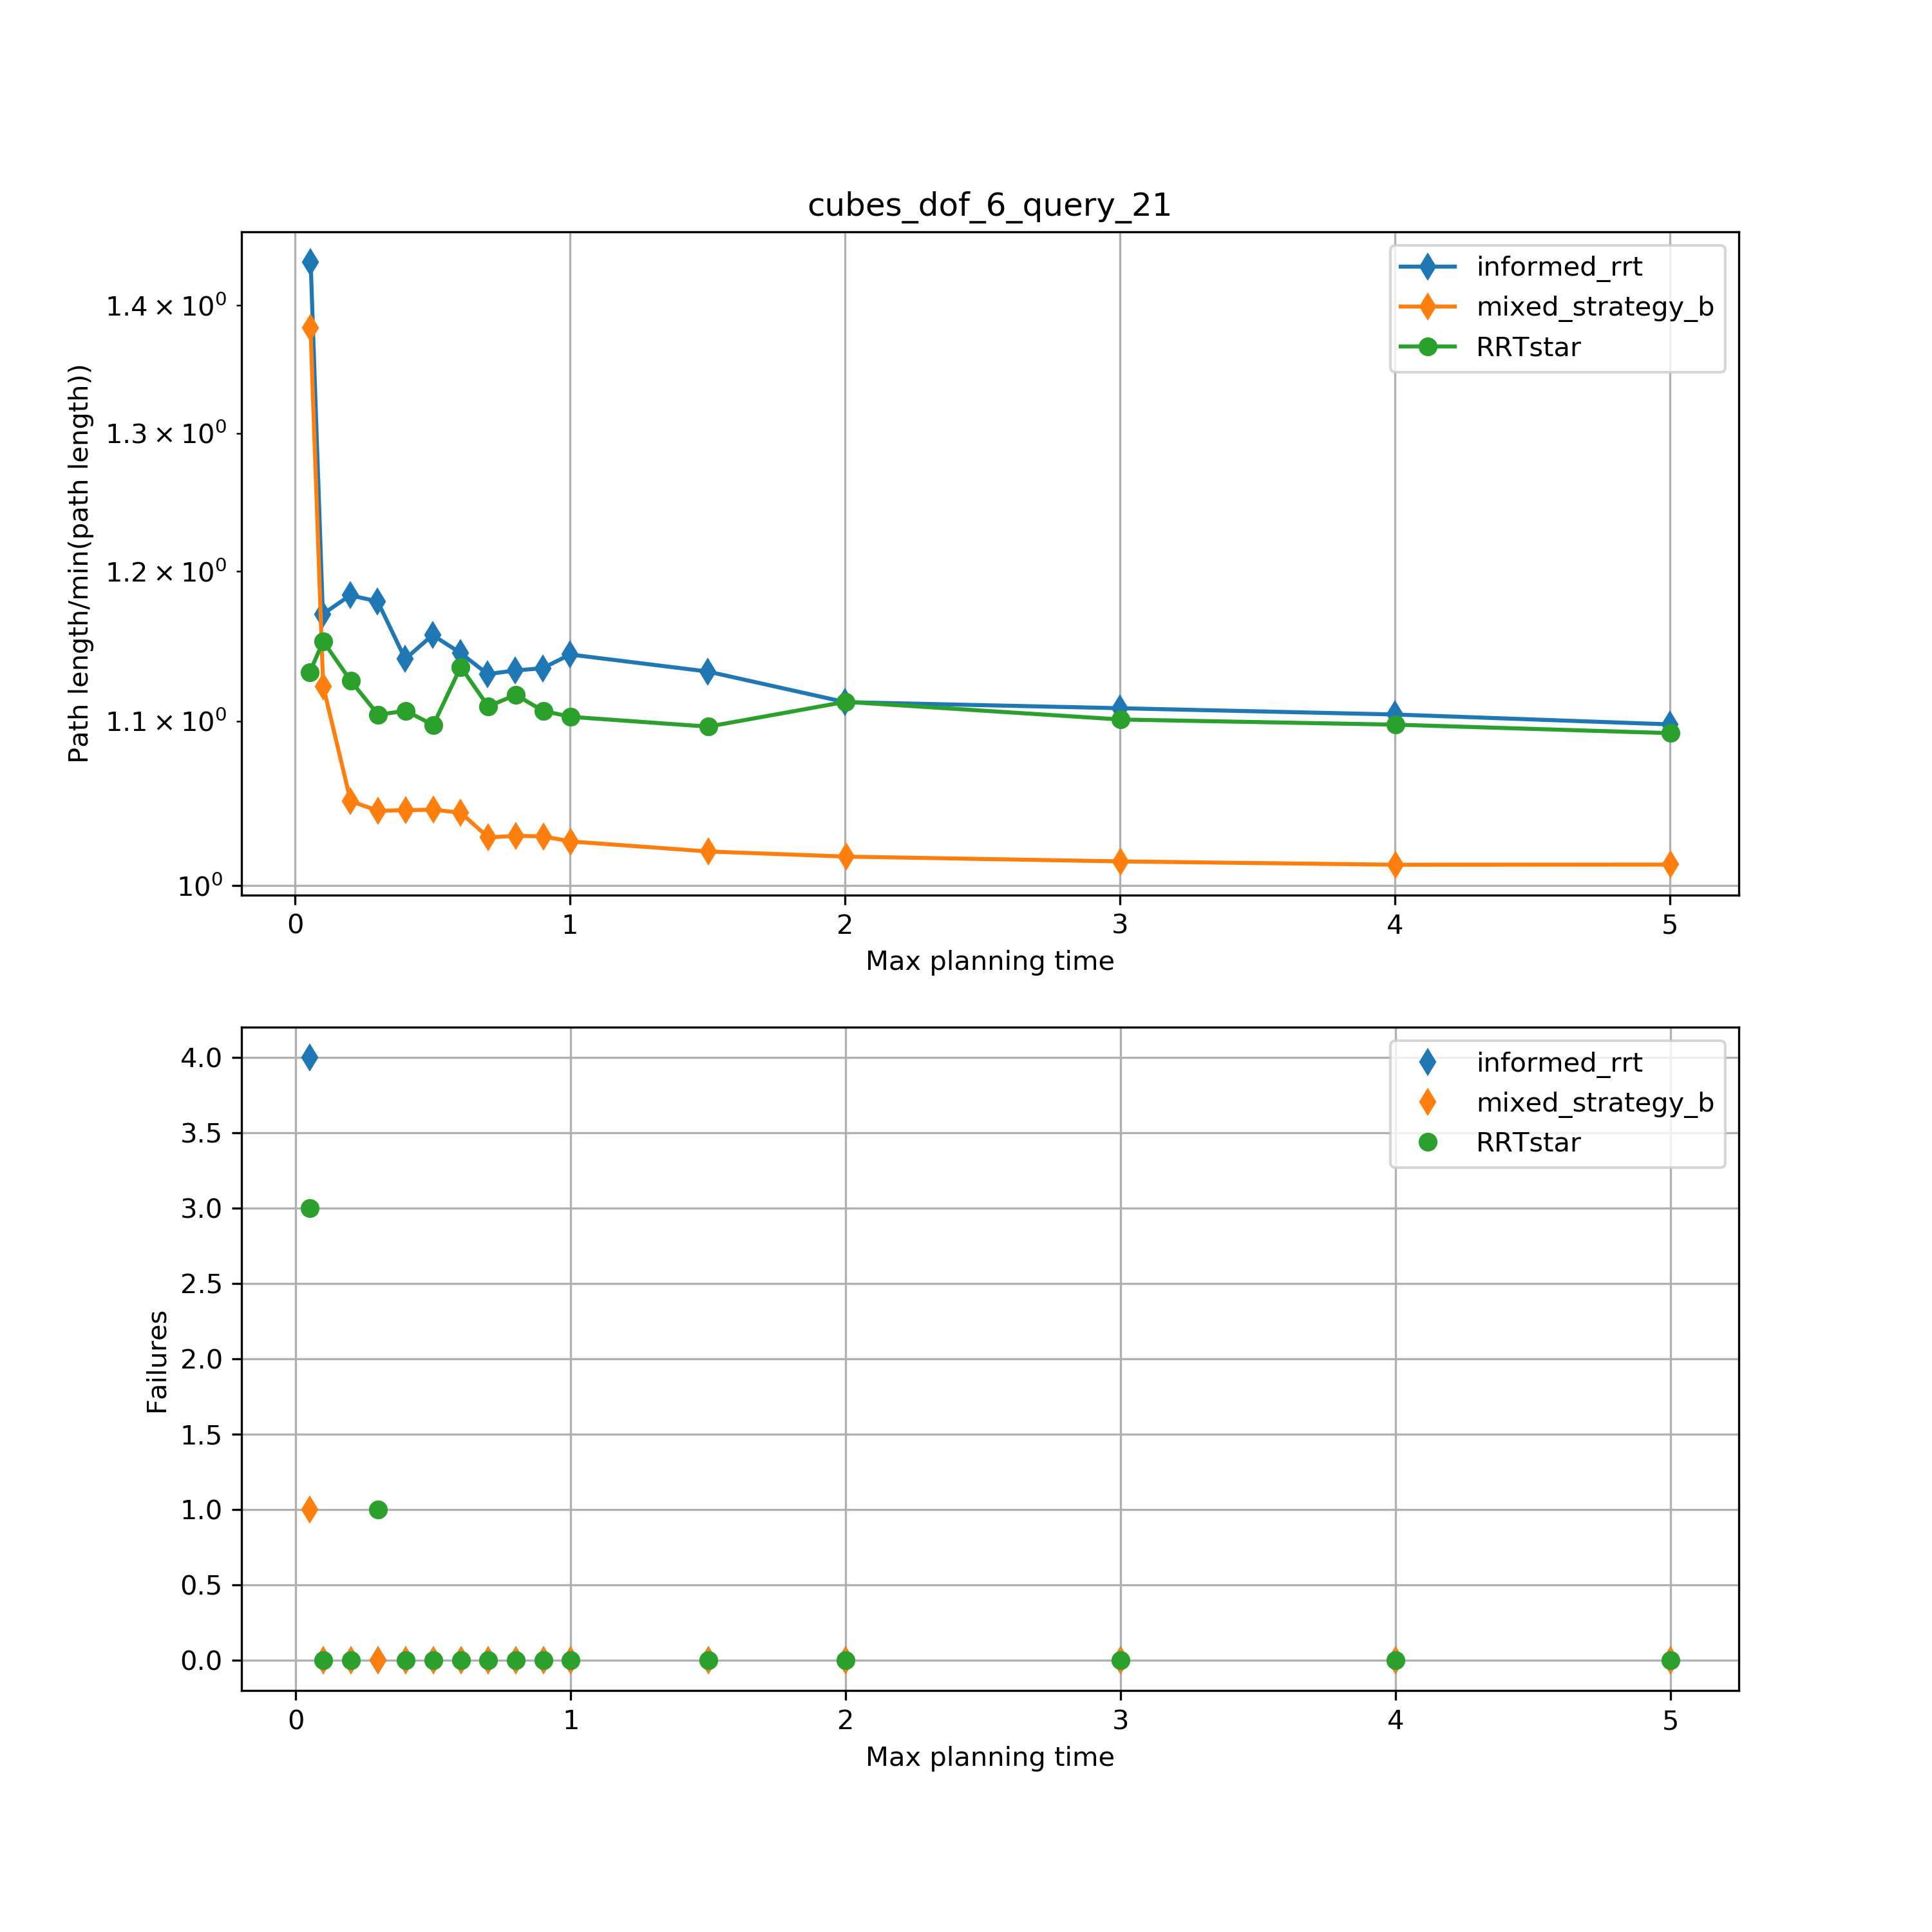 cubes_dof_6_query_21
Path length/min(path length))
1.4 × 10⁰
1.3 × 10⁰
1.2 × 10⁰
1.1 × 10⁰
10⁰
informed_rrt
mixed_strategy_b
RRTstar
0 1 2 3 4 5
Max planning time
Failures
4.0
3.5
3.0
2.5
2.0
1.5
1.0
0.5
0.0
informed_rrt
mixed_strategy_b
RRTstar
0 1 2 3 4 5
Max planning time